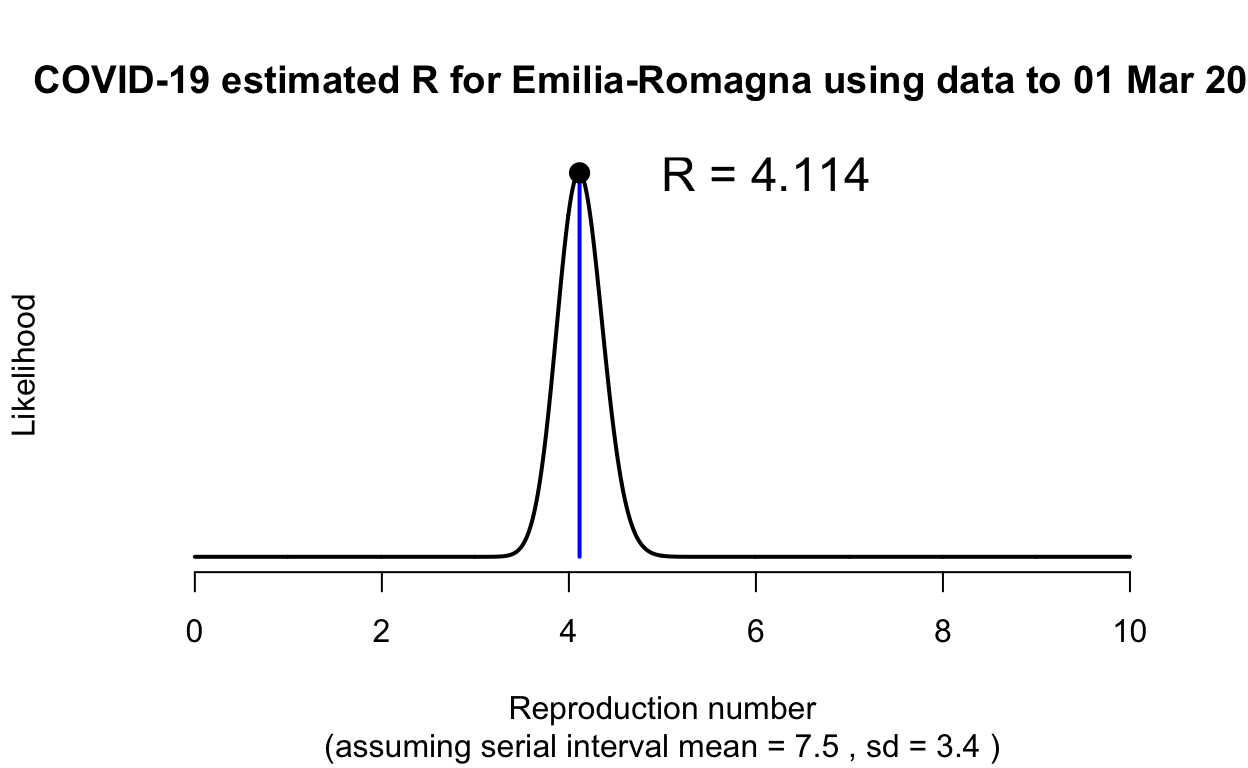 COVID-19 estimated R for Emilia-Romagna using data to 01 Mar 20
R = 4.114
Likelihood
0 2 4 6 8 10
Reproduction number
(assuming serial interval mean = 7.5 , sd = 3.4 )